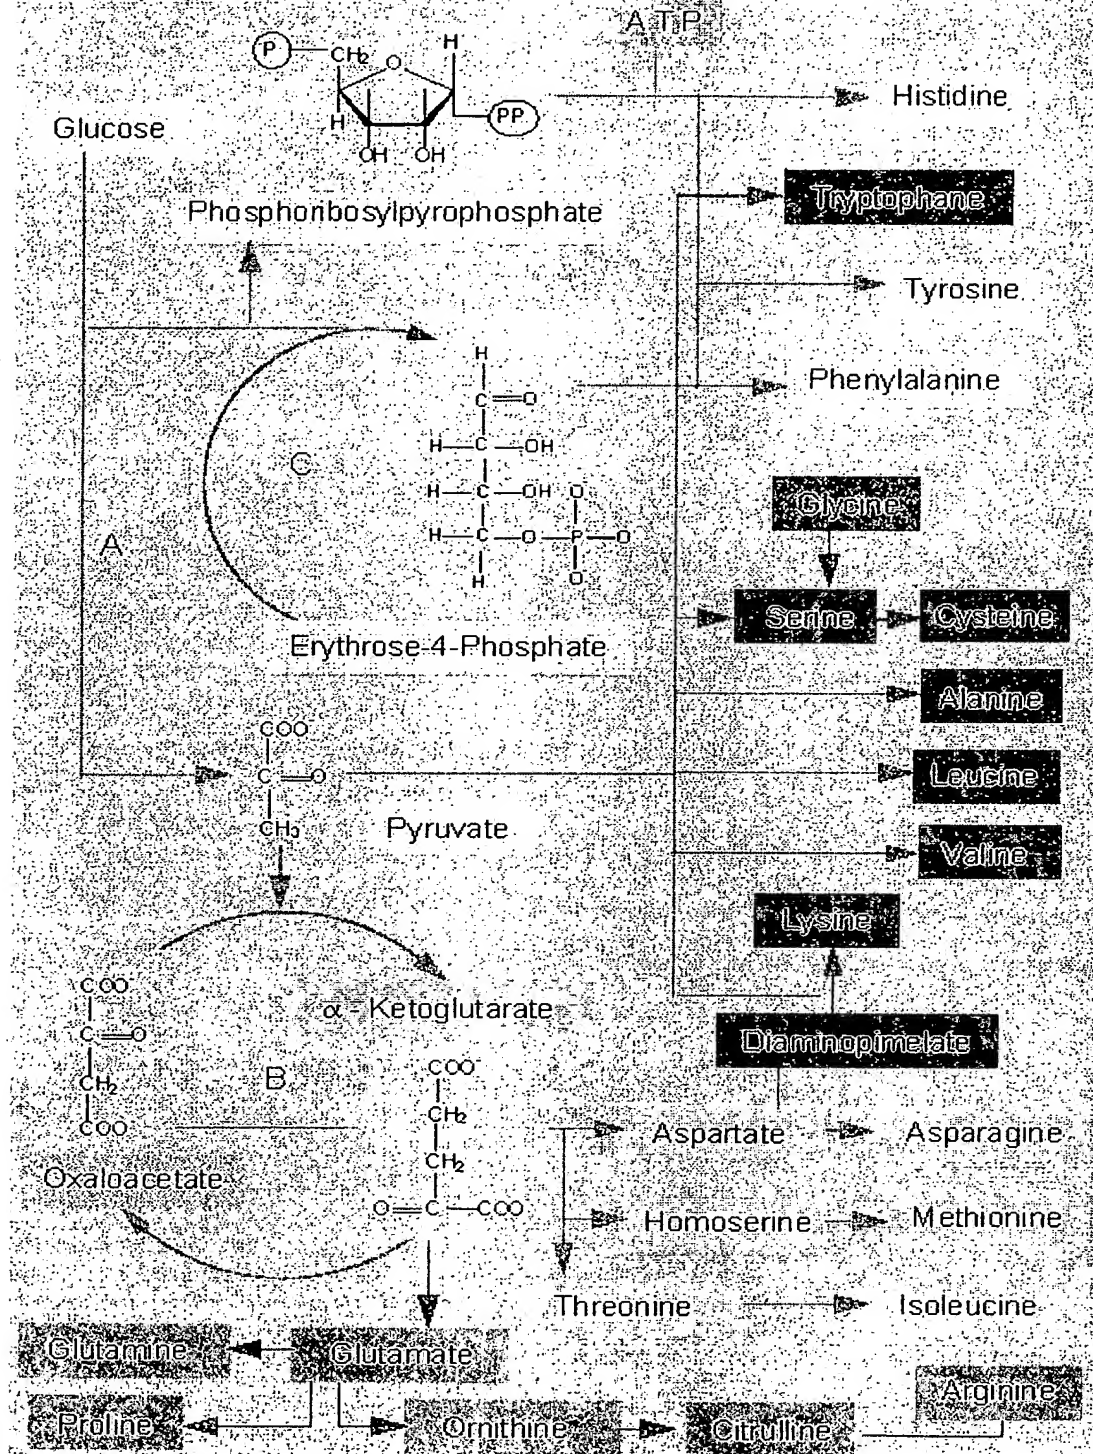 ATP
P
CH2
O
H
PP
H
OH
OH
Histidine
Glucose
Tryptophane
Phosphoribosylpyrophosphate
Tyrosine
Phenylalanine
H
C
O
H
C
OH
H
C
OH
O
H
C
O
P
O
H
O
C
A
Glycine
Serine
Cysteine
Erythrose-4-Phosphate
Alanine
COO
C
O
CH3
Pyruvate
Leucine
Valine
Lysine
COO
C
O
CH2
COO
α - Ketoglutarate
Diaminopimelate
B
COO
CH2
CH2
O
C
COO
Aspartate
Asparagine
Oxaloacetate
Homoserine
Methionine
Threonine
Isoleucine
Glutamine
Glutamate
Arginine
Proline
Ornithine
Citrulline